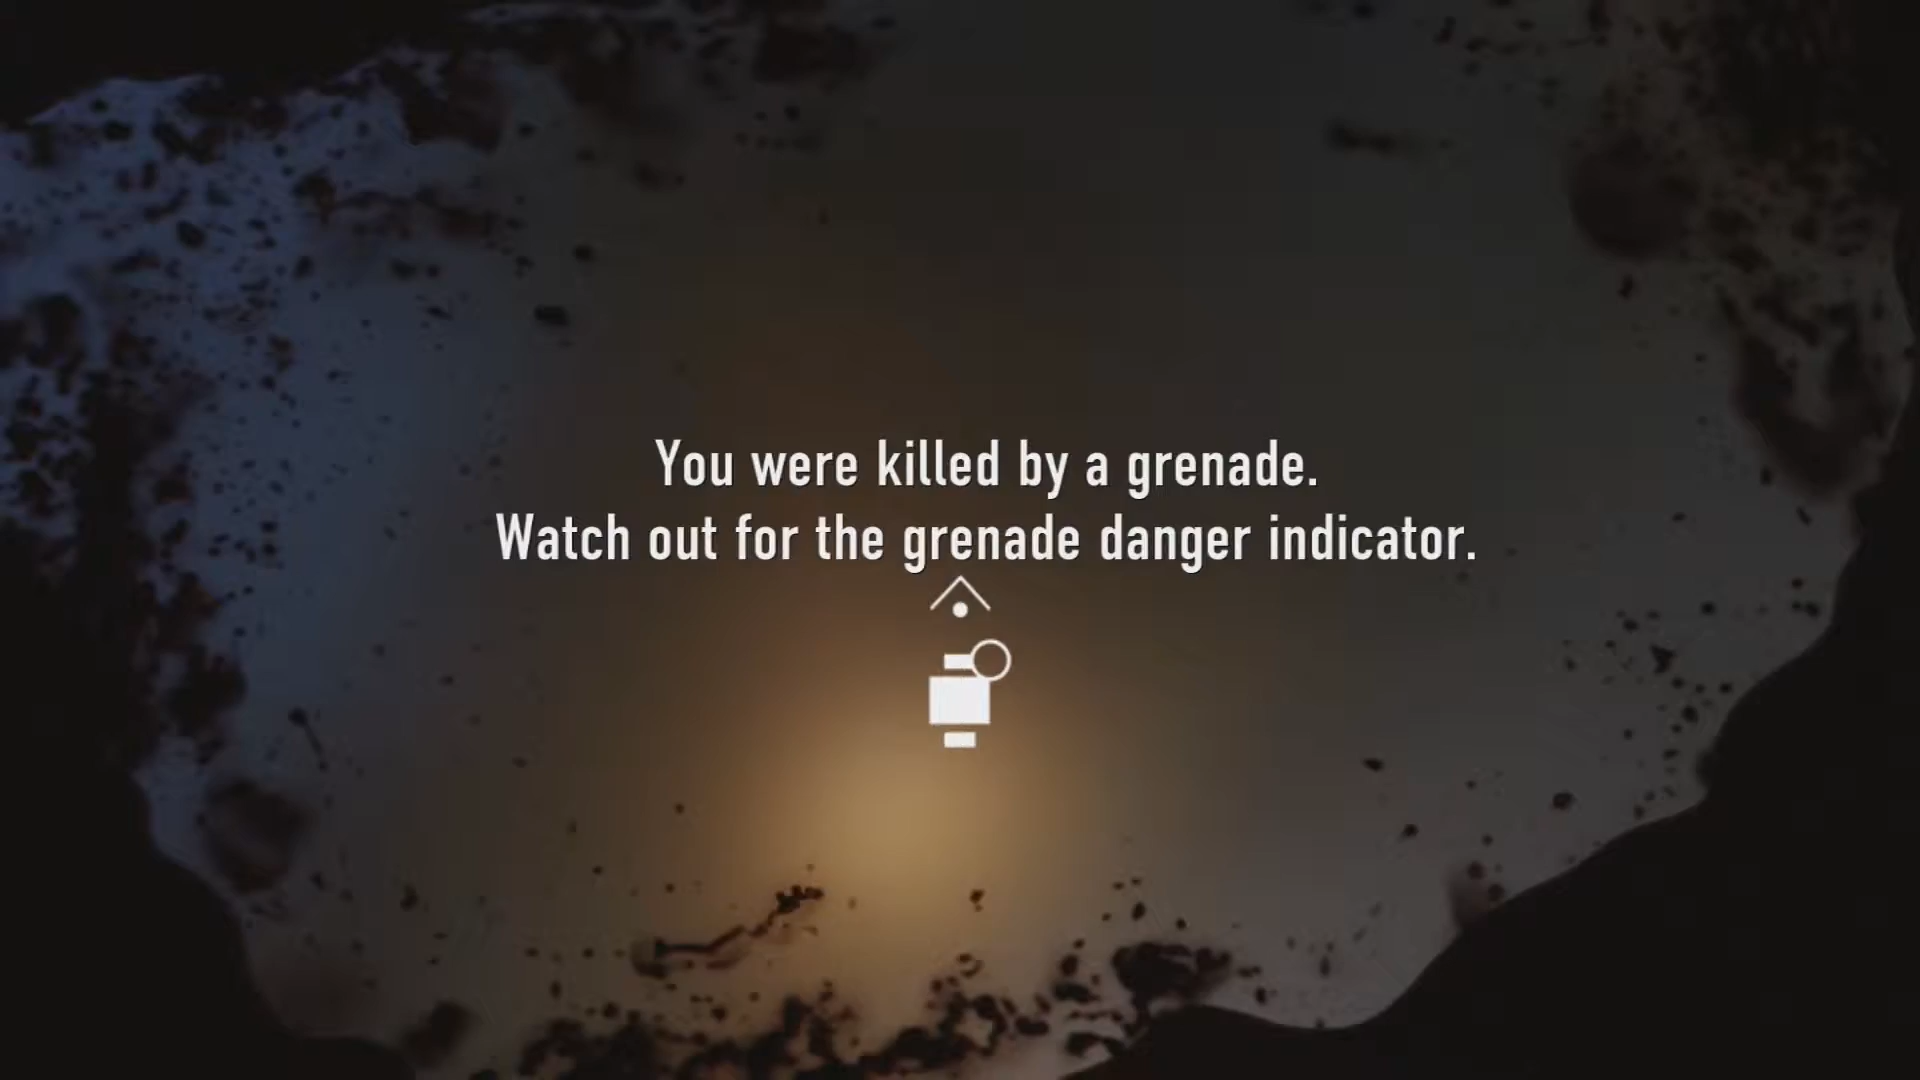 You were killed by a grenade.
Watch out for the grenade danger indicator.